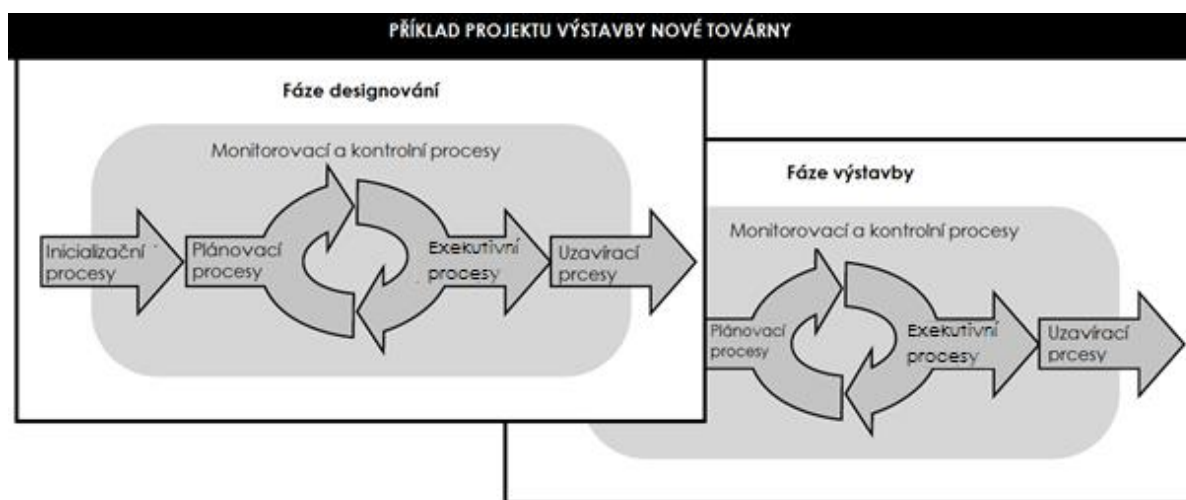 PŘÍKLAD PROJEKTU VÝSTAVBY NOVÉ TOVÁRNY
Fáze designování
Monitorovací a kontrolní procesy
Inicializační
procesy
Plánovací
procesy
Exekutivní
procesy
Uzavírací
prcesy
Fáze výstavby
Monitorovací a kontrolní procesy
Plánovací
procesy
Exekutivní
procesy
Uzavírací
prcesy